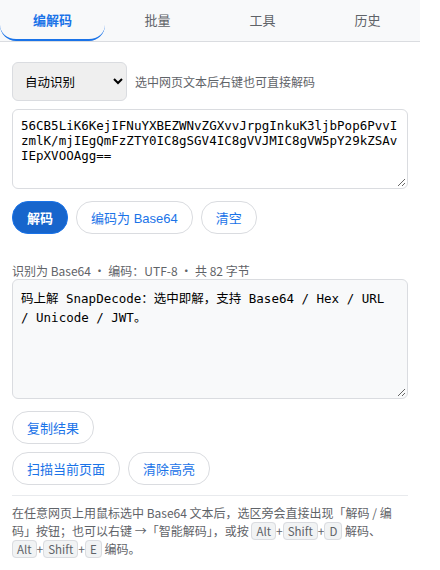 编解码 批量 工具 历史
自动识别 选中网页文本后右键也可直接解码
56CB5LiK6KejIFNuYXBEZWNvZGXvvJrpgInkuK3ljbPop6PvvI
zmlK/mjIEgQmFzZTY0IC8gSGV4IC8gVVJMIC8gVW5pY29kZSAv
IEpXVOOAgg==
解码 编码为 Base64 清空
识别为 Base64 · 编码：UTF-8 · 共 82 字节
码上解 SnapDecode：选中即解，支持 Base64 / Hex / URL
/ Unicode / JWT。
复制结果
扫描当前页面 清除高亮
在任意网页上用鼠标选中 Base64 文本后，选区旁会直接出现「解码 / 编
码」按钮；也可以右键 →「智能解码」，或按 Alt+Shift+D 解码、
Alt+Shift+E 编码。